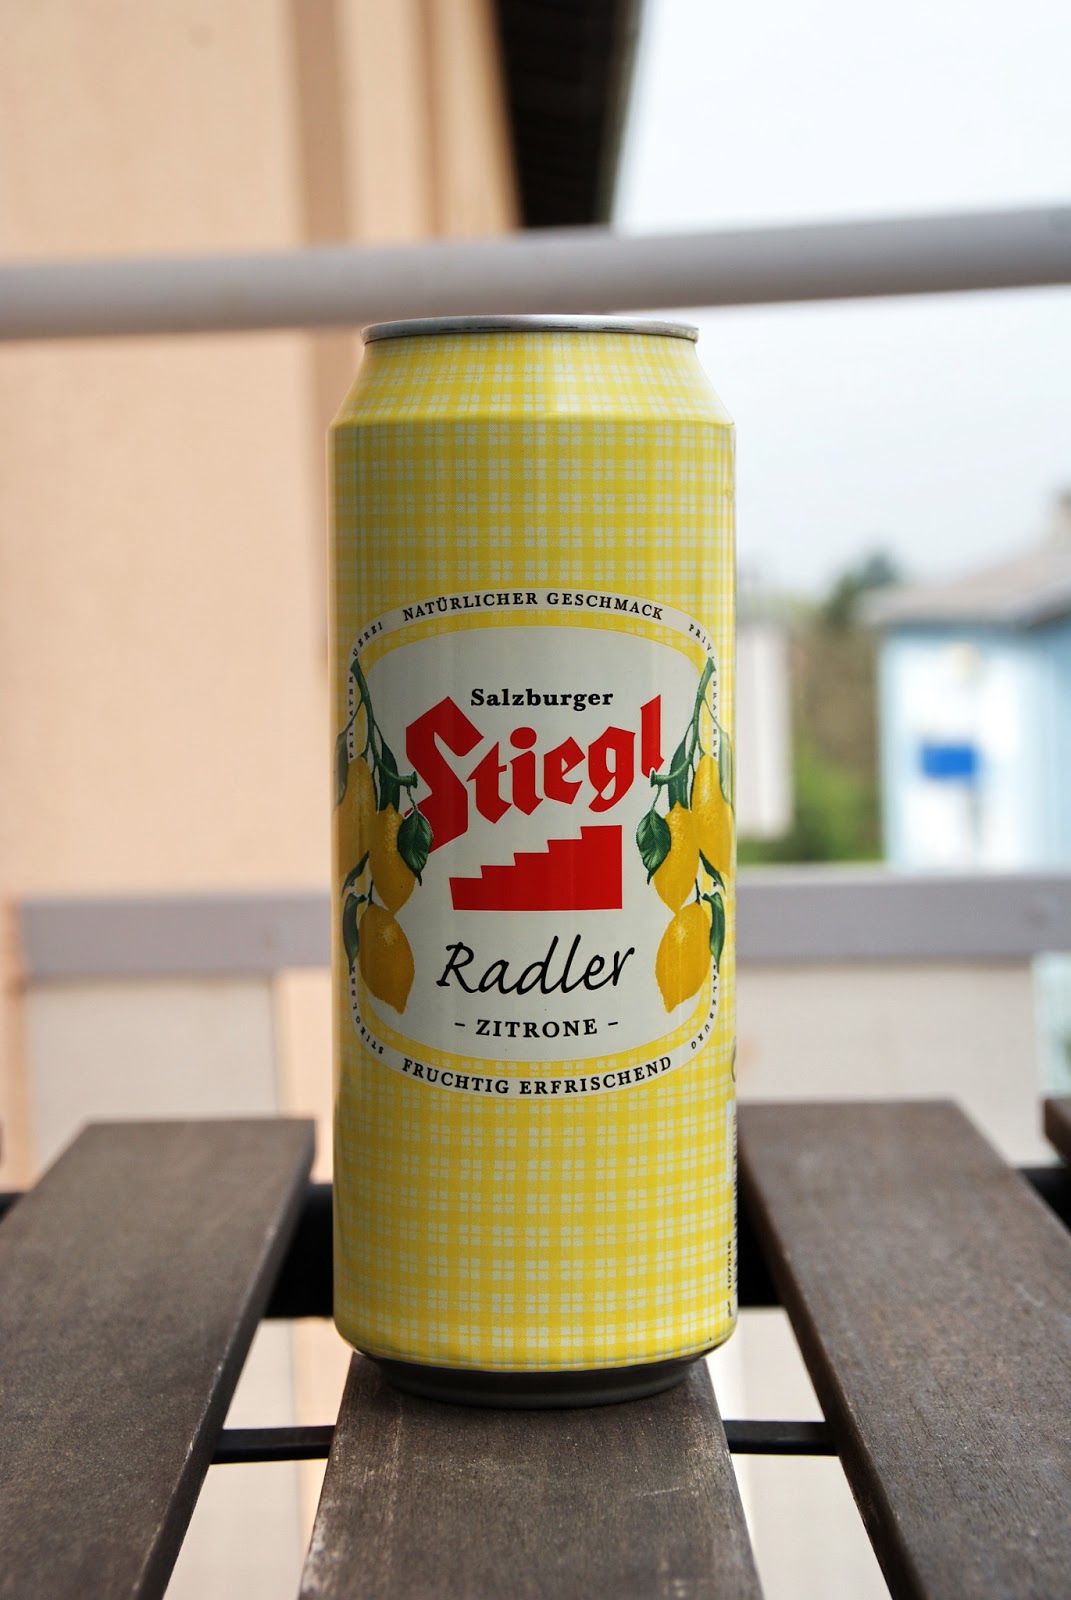 NATÜRLICHER GESCHMACK
Salzburger
Stiegl
Radler
- ZITRONE -
FRUCHTIG ERFRISCHEND